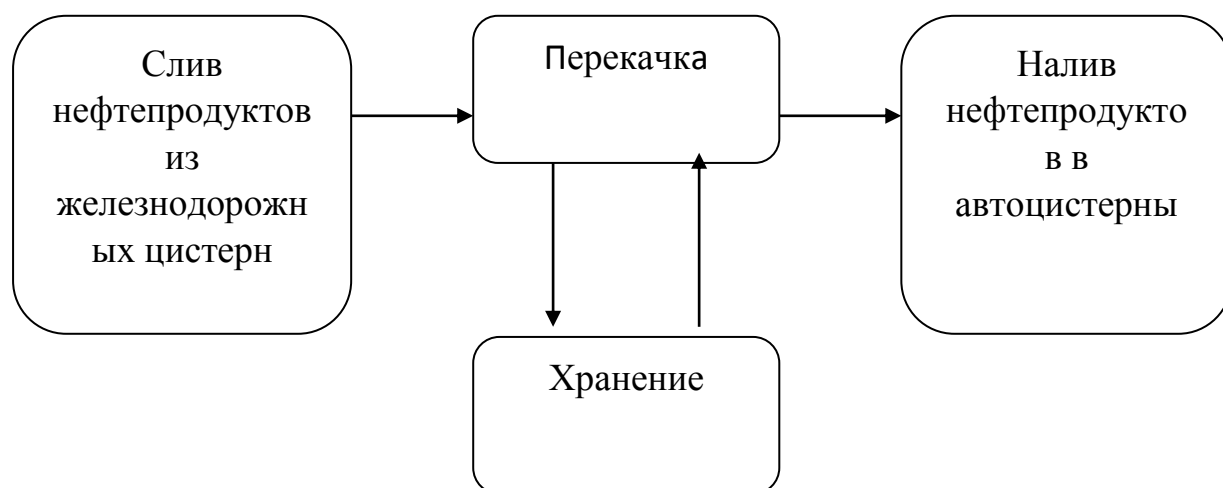 Слив
нефтепродуктов
из
железнодорожн
ых цистерн
Перекачка
Налив
нефтепродукто
в в
автоцистерны
Хранение